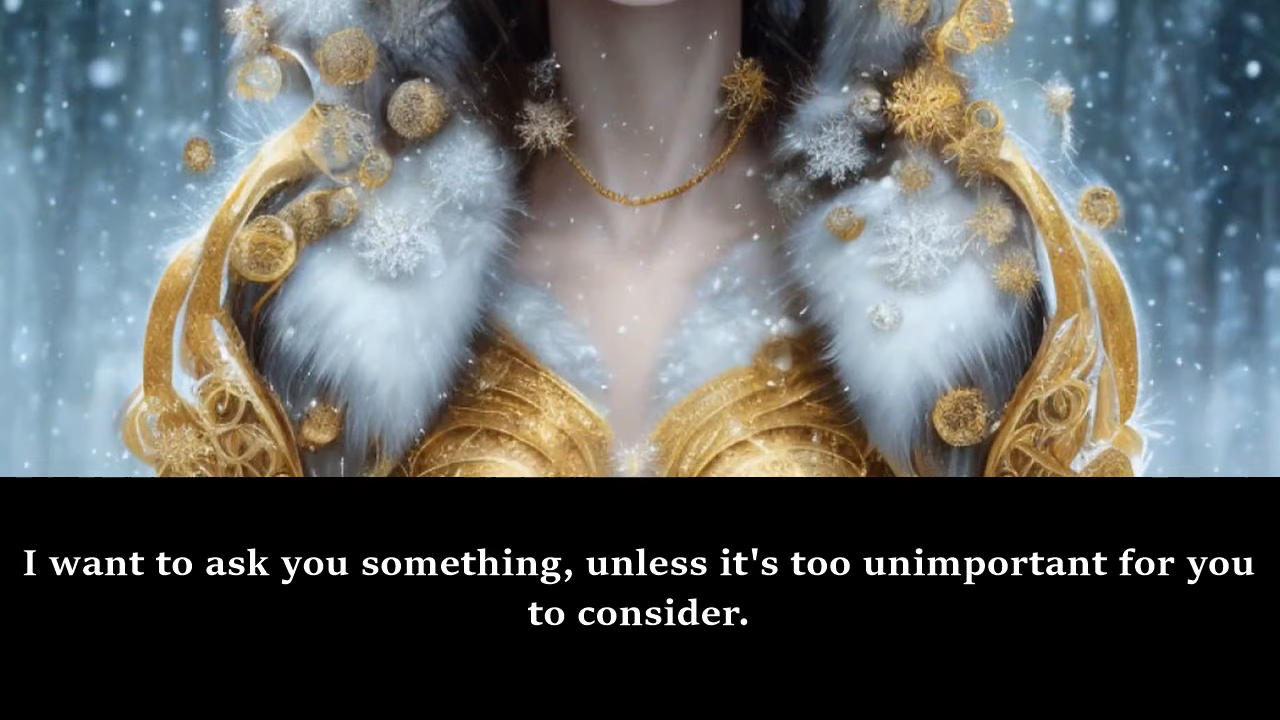 I want to ask you something, unless it's too unimportant for you
to consider.